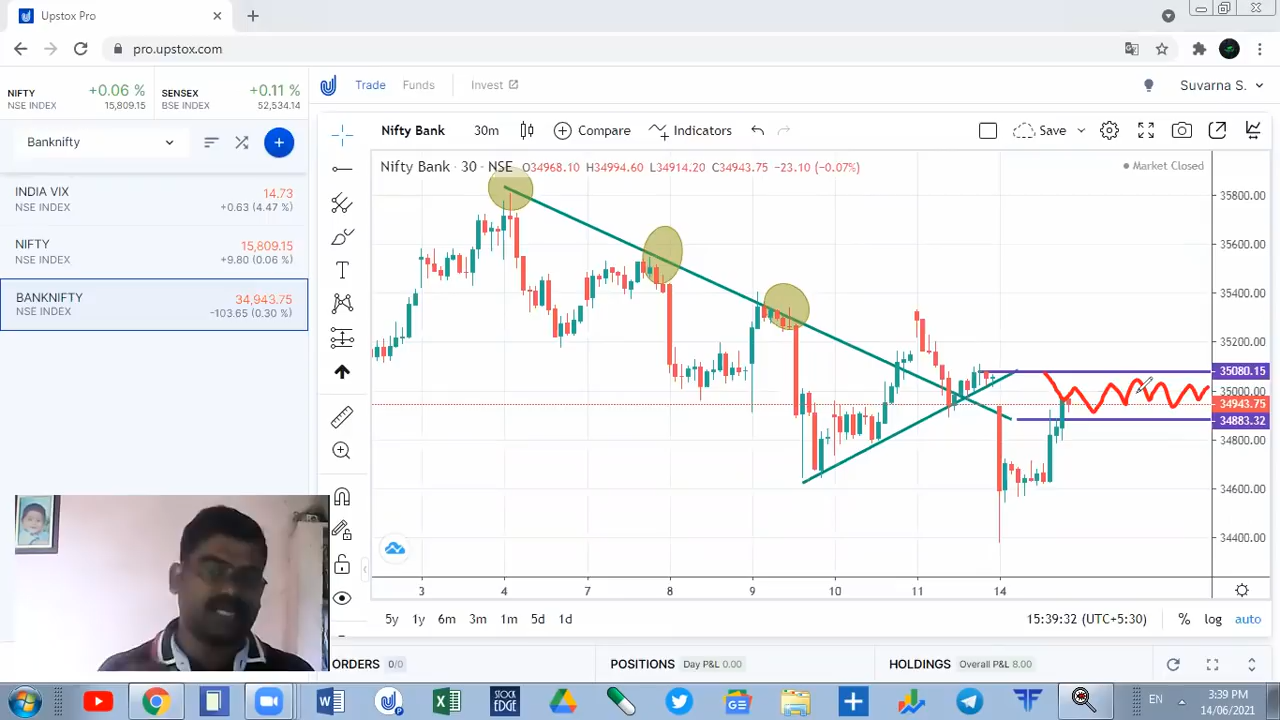 Upstox Pro
pro.upstox.com
NIFTY +0.06 % SENSEX +0.11 %
NSE INDEX 15,809.15 BSE INDEX 52,534.14
Trade Funds Invest Suvarna S.
Banknifty
Nifty Bank 30m Compare Indicators Save
INDIA VIX 14.73
NSE INDEX +0.63 (4.47 %)
NIFTY 15,809.15
NSE INDEX +9.80 (0.06 %)
BANKNIFTY 34,943.75
NSE INDEX -103.65 (0.30 %)
Nifty Bank · 30 · NSE O34968.10 H34994.60 L34914.20 C34943.75 -23.10 (-0.07%) Market Closed
35800.00
35600.00
35400.00
35200.00
35080.15
35000.00
34943.75
34883.32
34800.00
34600.00
34400.00
3 4 7 8 9 10 11 14
5y 1y 6m 3m 1m 5d 1d 15:39:32 (UTC+5:30) % log auto
ORDERS 0/0 POSITIONS Day P&L 0.00 HOLDINGS Overall P&L 8.00
STOCK
EDGE
EN 3:39 PM
14/06/2021